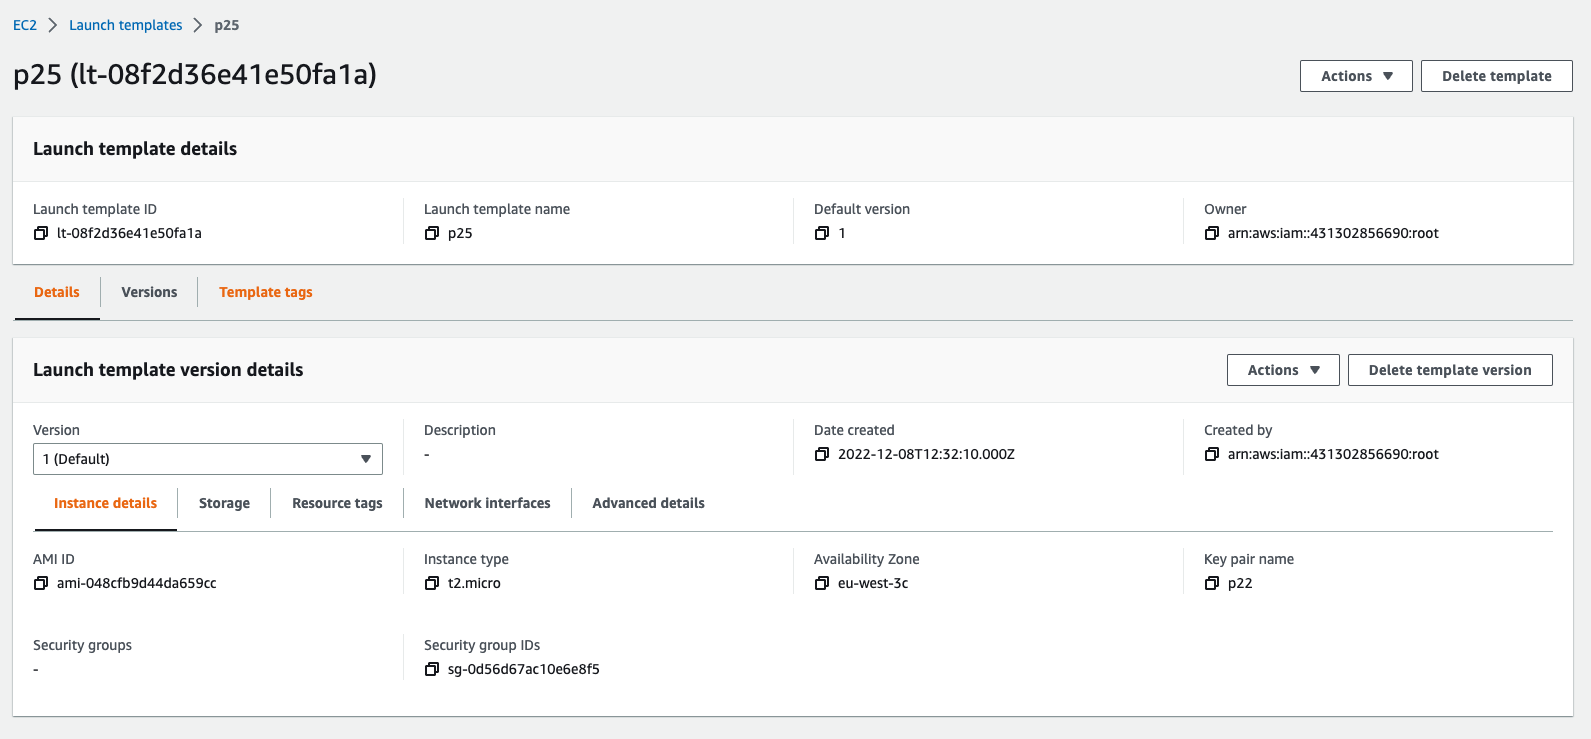 EC2 > Launch templates > p25
p25 (lt-08f2d36e41e50fa1a)
Actions ▼ Delete template
Launch template details
Launch template ID Launch template name Default version Owner
lt-08f2d36e41e50fa1a p25 1 arn:aws:iam::431302856690:root
Details Versions Template tags
Launch template version details
Actions ▼ Delete template version
Version Description Date created Created by
1 (Default) ▼ - 2022-12-08T12:32:10.000Z arn:aws:iam::431302856690:root
Instance details Storage Resource tags Network interfaces Advanced details
AMI ID Instance type Availability Zone Key pair name
ami-048cfb9d44da659cc t2.micro eu-west-3c p22
Security groups Security group IDs
- sg-0d56d67ac10e6e8f5